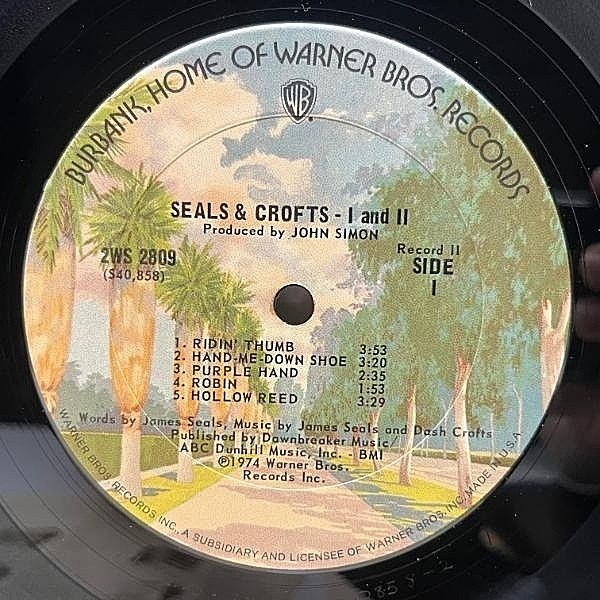 BURBANK, HOME OF WARNER BROS. RECORDS
WB
SEALS & CROFTS - I and II
Produced by JOHN SIMON
2WS 2809
(S40,858)
Record II
SIDE
I
1. RIDIN' THUMB 3:53
2. HAND-ME-DOWN SHOE 3:20
3. PURPLE HAND 2:35
4. ROBIN 1:53
5. HOLLOW REED 3:29
Words by James Seals, Music by James Seals and Dash Crofts
Published by Dawnbreaker Music/
ABC Dunhill Music, Inc. - BMI
℗1974 Warner Bros.
Records Inc.
WARNER BROS. RECORDS INC., A SUBSIDIARY AND LICENSEE OF WARNER BROS. INC. MADE IN U.S.A.